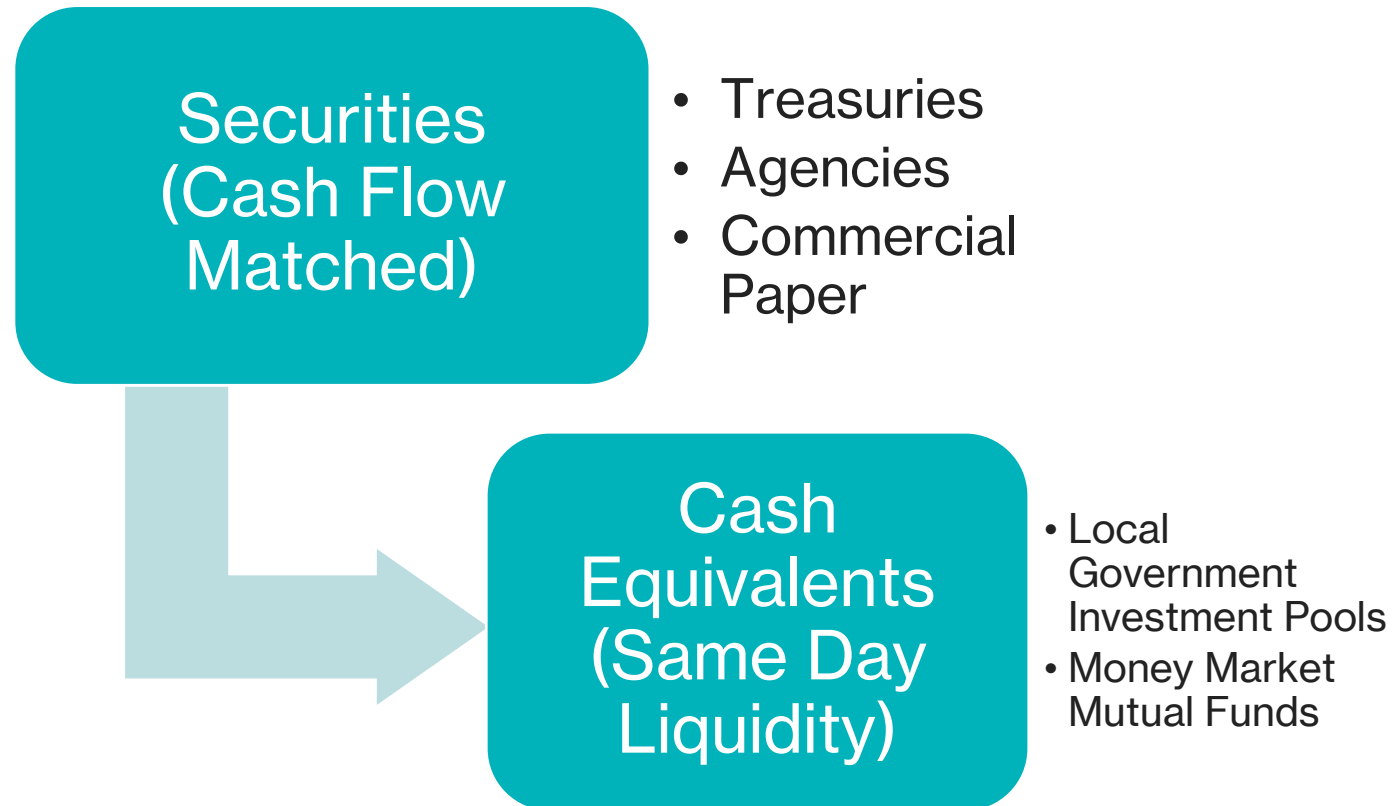 Securities
(Cash Flow
Matched)
• Treasuries
• Agencies
• Commercial
Paper
Cash
Equivalents
(Same Day
Liquidity)
• Local
Government
Investment Pools
• Money Market
Mutual Funds